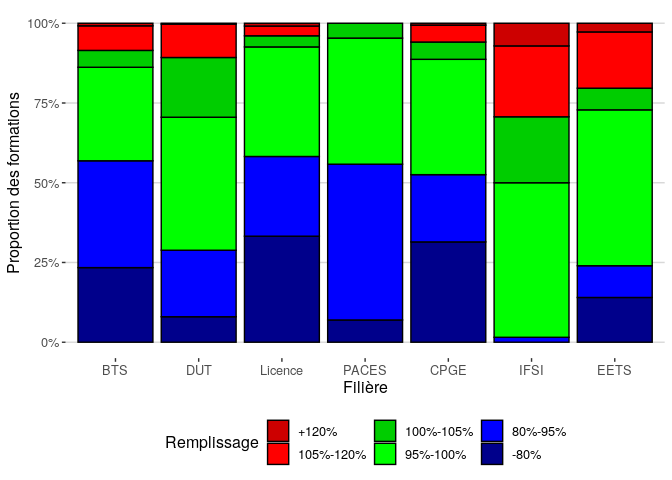 100%
75%
50%
25%
0%
Proportion des formations
BTS DUT Licence PACES CPGE IFSI EETS
Filière
Remplissage
+120% 100%-105% 80%-95%
105%-120% 95%-100% -80%